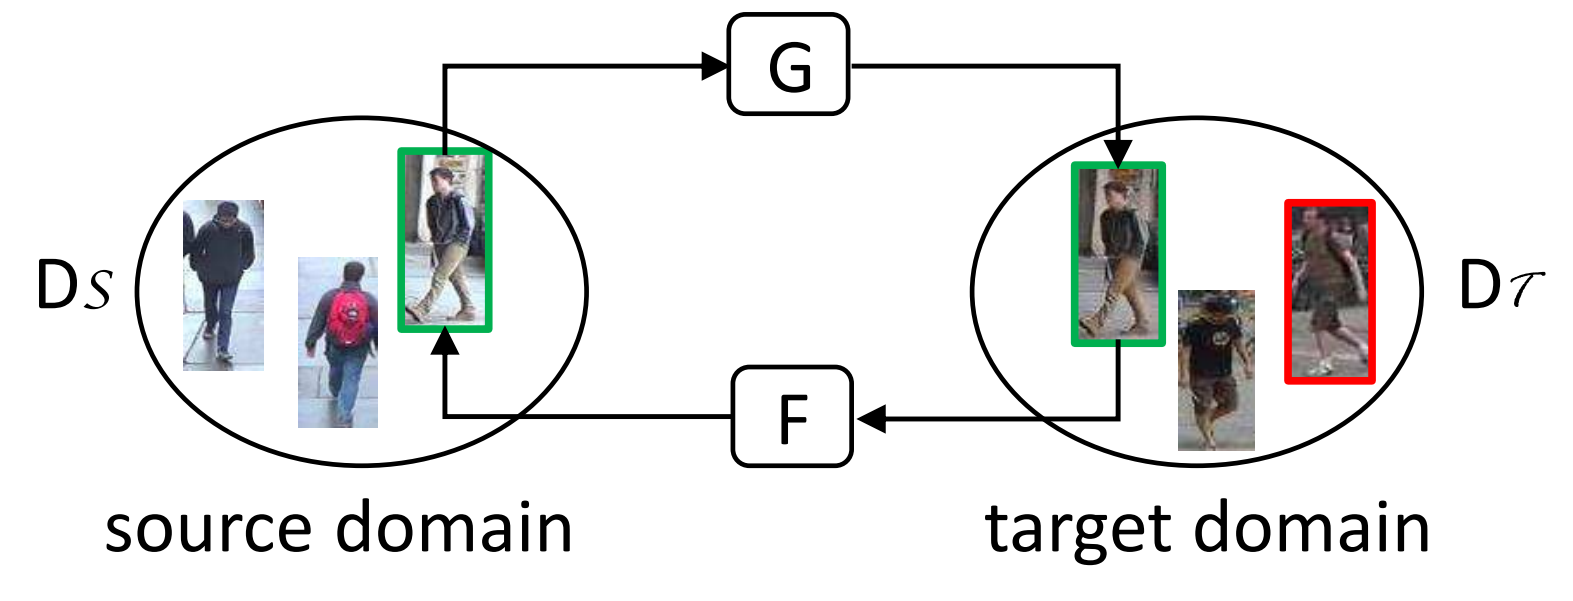 G
D𝒮
D𝒯
F
source domain
target domain